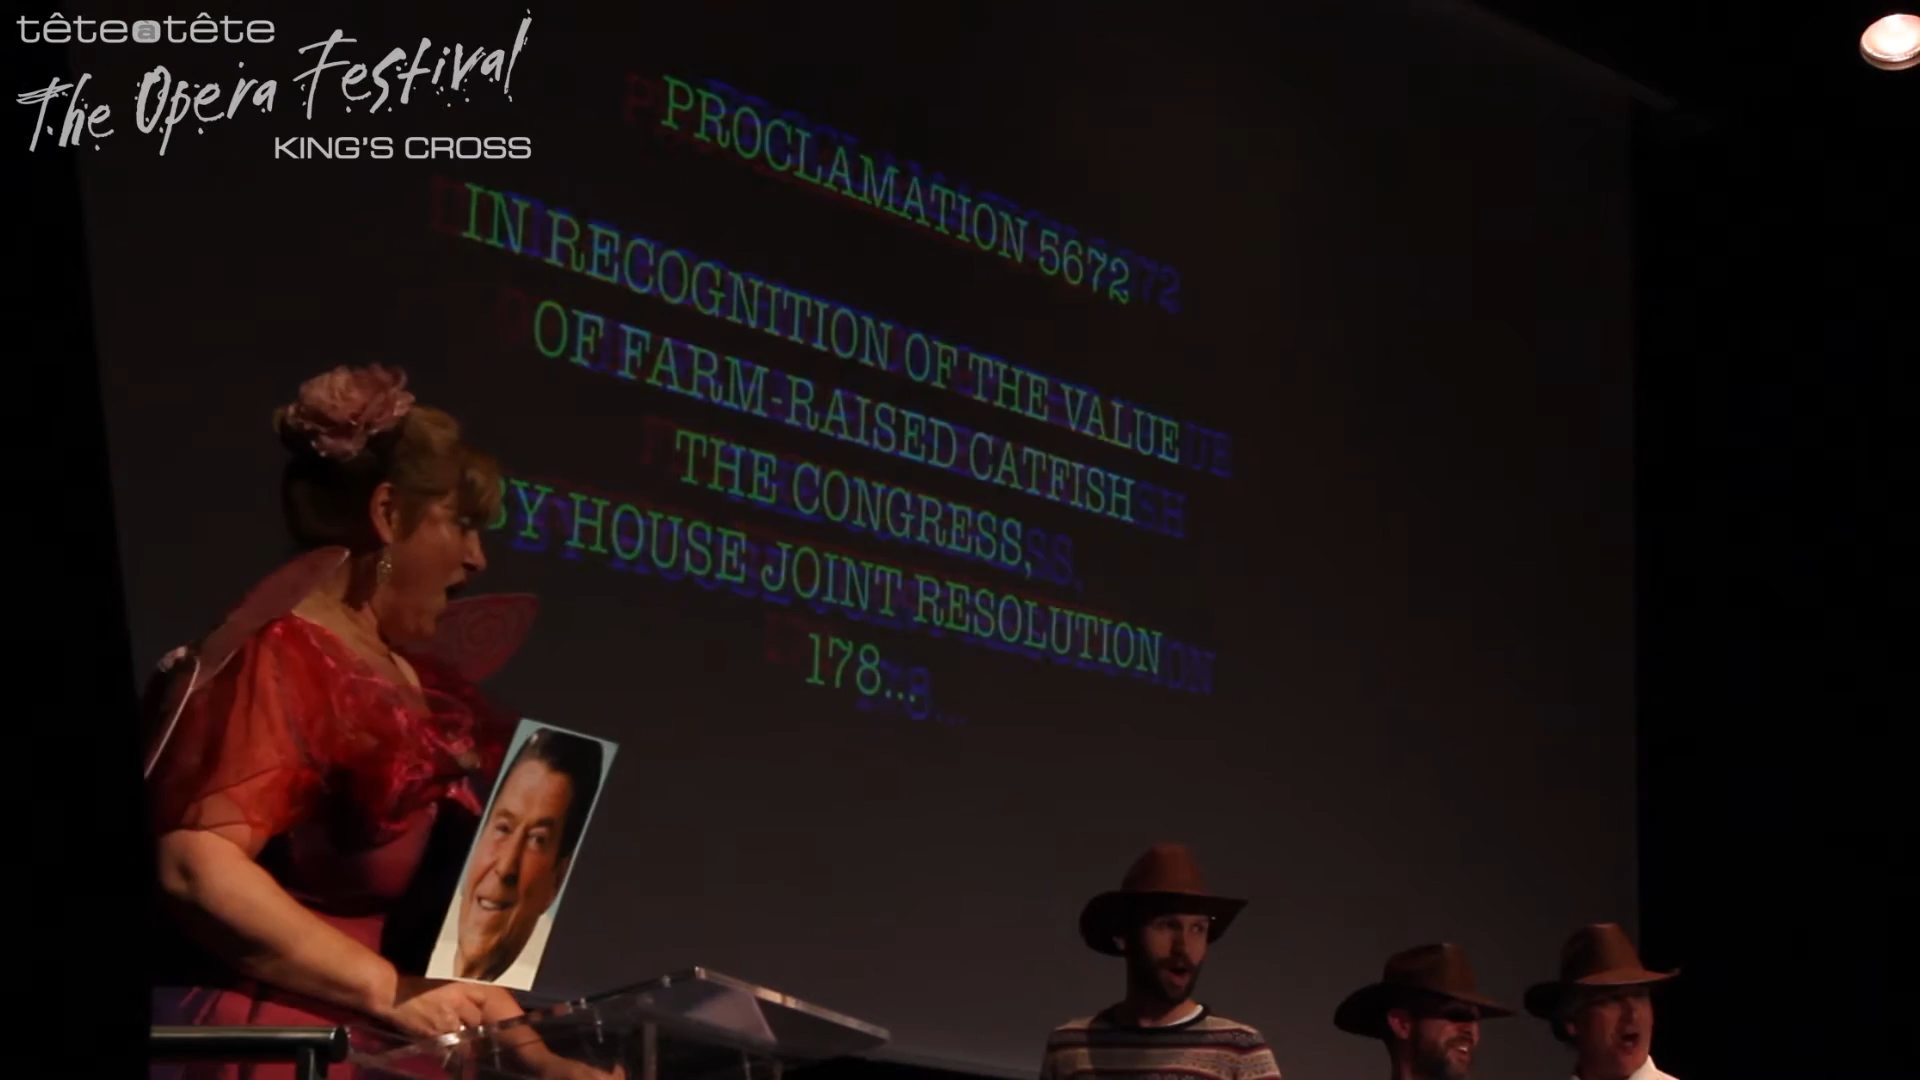 têteatête
The Opera Festival
KING'S CROSS
PROCLAMATION 5672
IN RECOGNITION OF THE VALUE
OF FARM-RAISED CATFISH
THE CONGRESS,
BY HOUSE JOINT RESOLUTION
178...